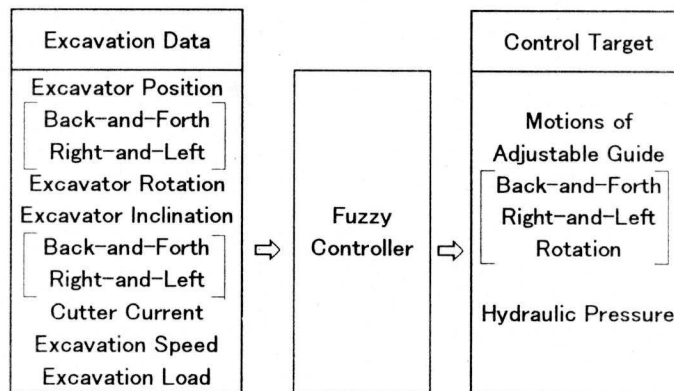 Excavation Data
Excavator Position
Back-and-Forth
Right-and-Left
Excavator Rotation
Excavator Inclination
Back-and-Forth
Right-and-Left
Cutter Current
Excavation Speed
Excavation Load
Fuzzy
Controller
Control Target
Motions of
Adjustable Guide
Back-and-Forth
Right-and-Left
Rotation
Hydraulic Pressure